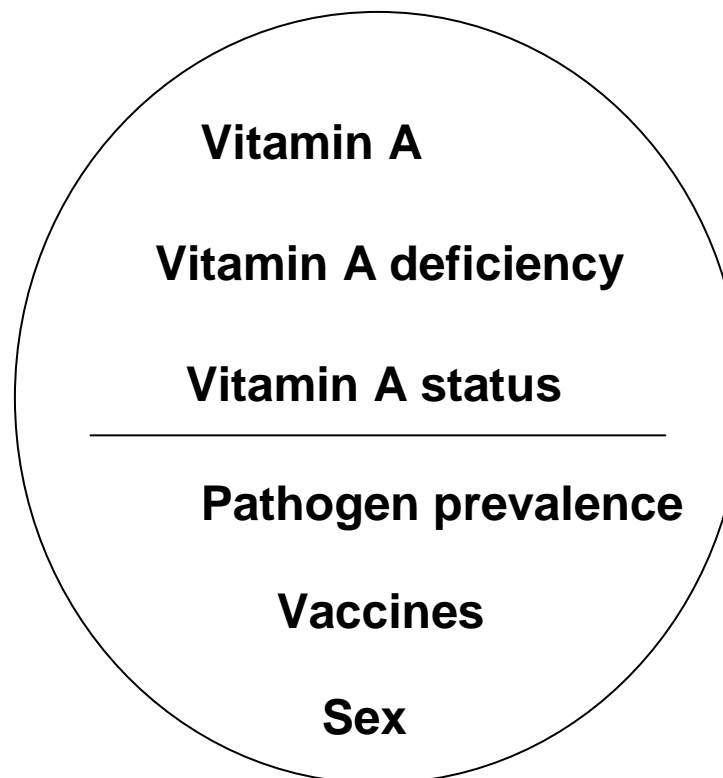 Vitamin A
Vitamin A deficiency
Vitamin A status
Pathogen prevalence
Vaccines
Sex